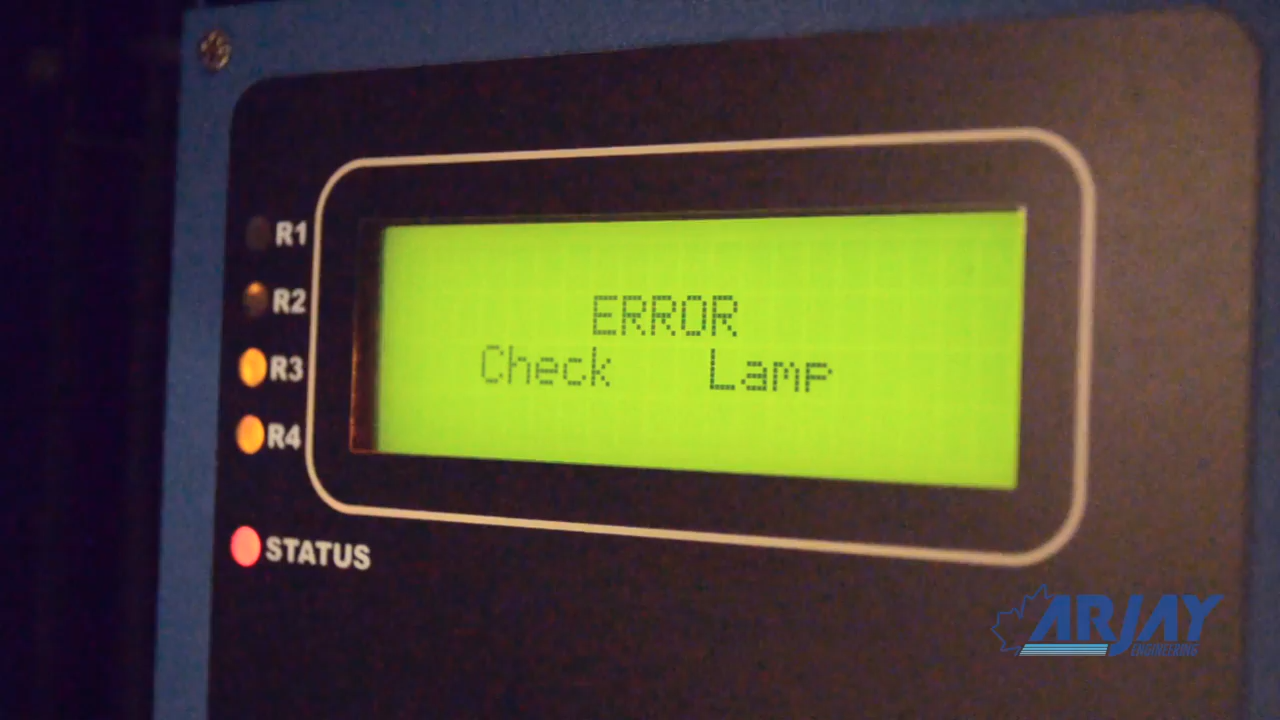 R1
R2
R3
R4
ERROR
Check Lamp
STATUS
ARJAY
ENGINEERING